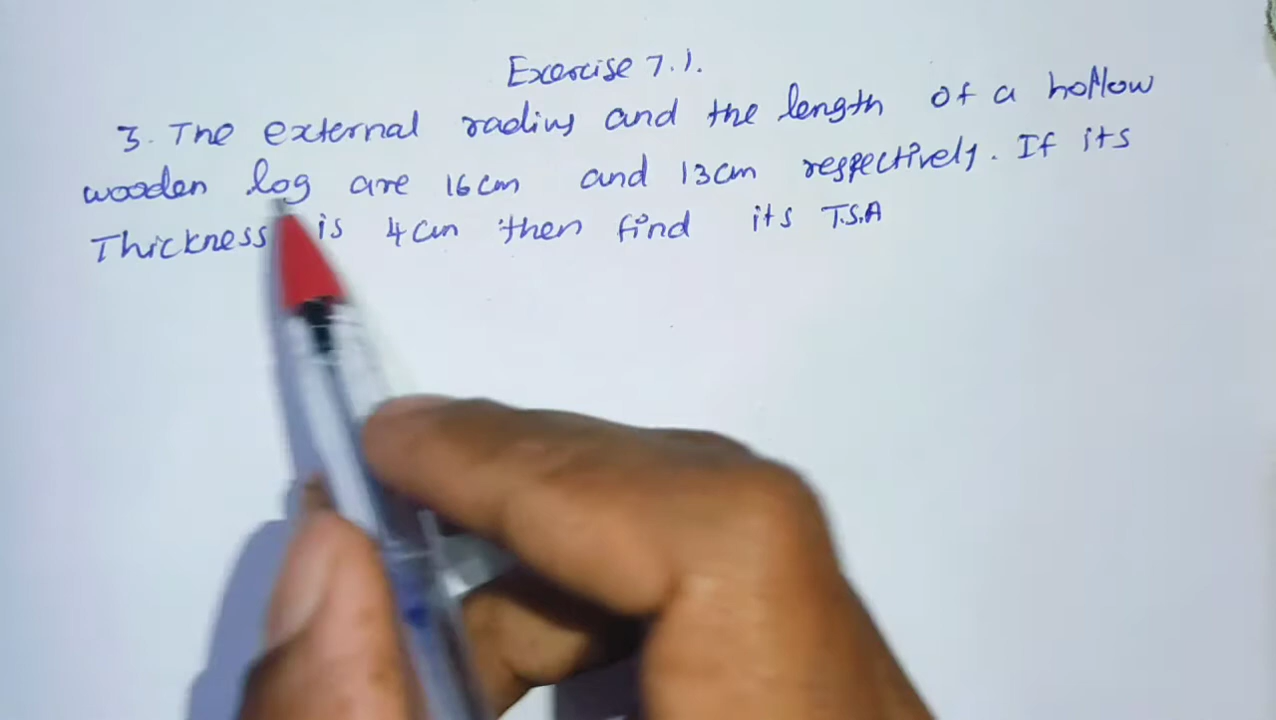 Exercise 7.1.
3. The external radius and the length of a hollow
wooden log are 16cm and 13cm respectively. If its
Thickness is 4cm then find its T.S.A